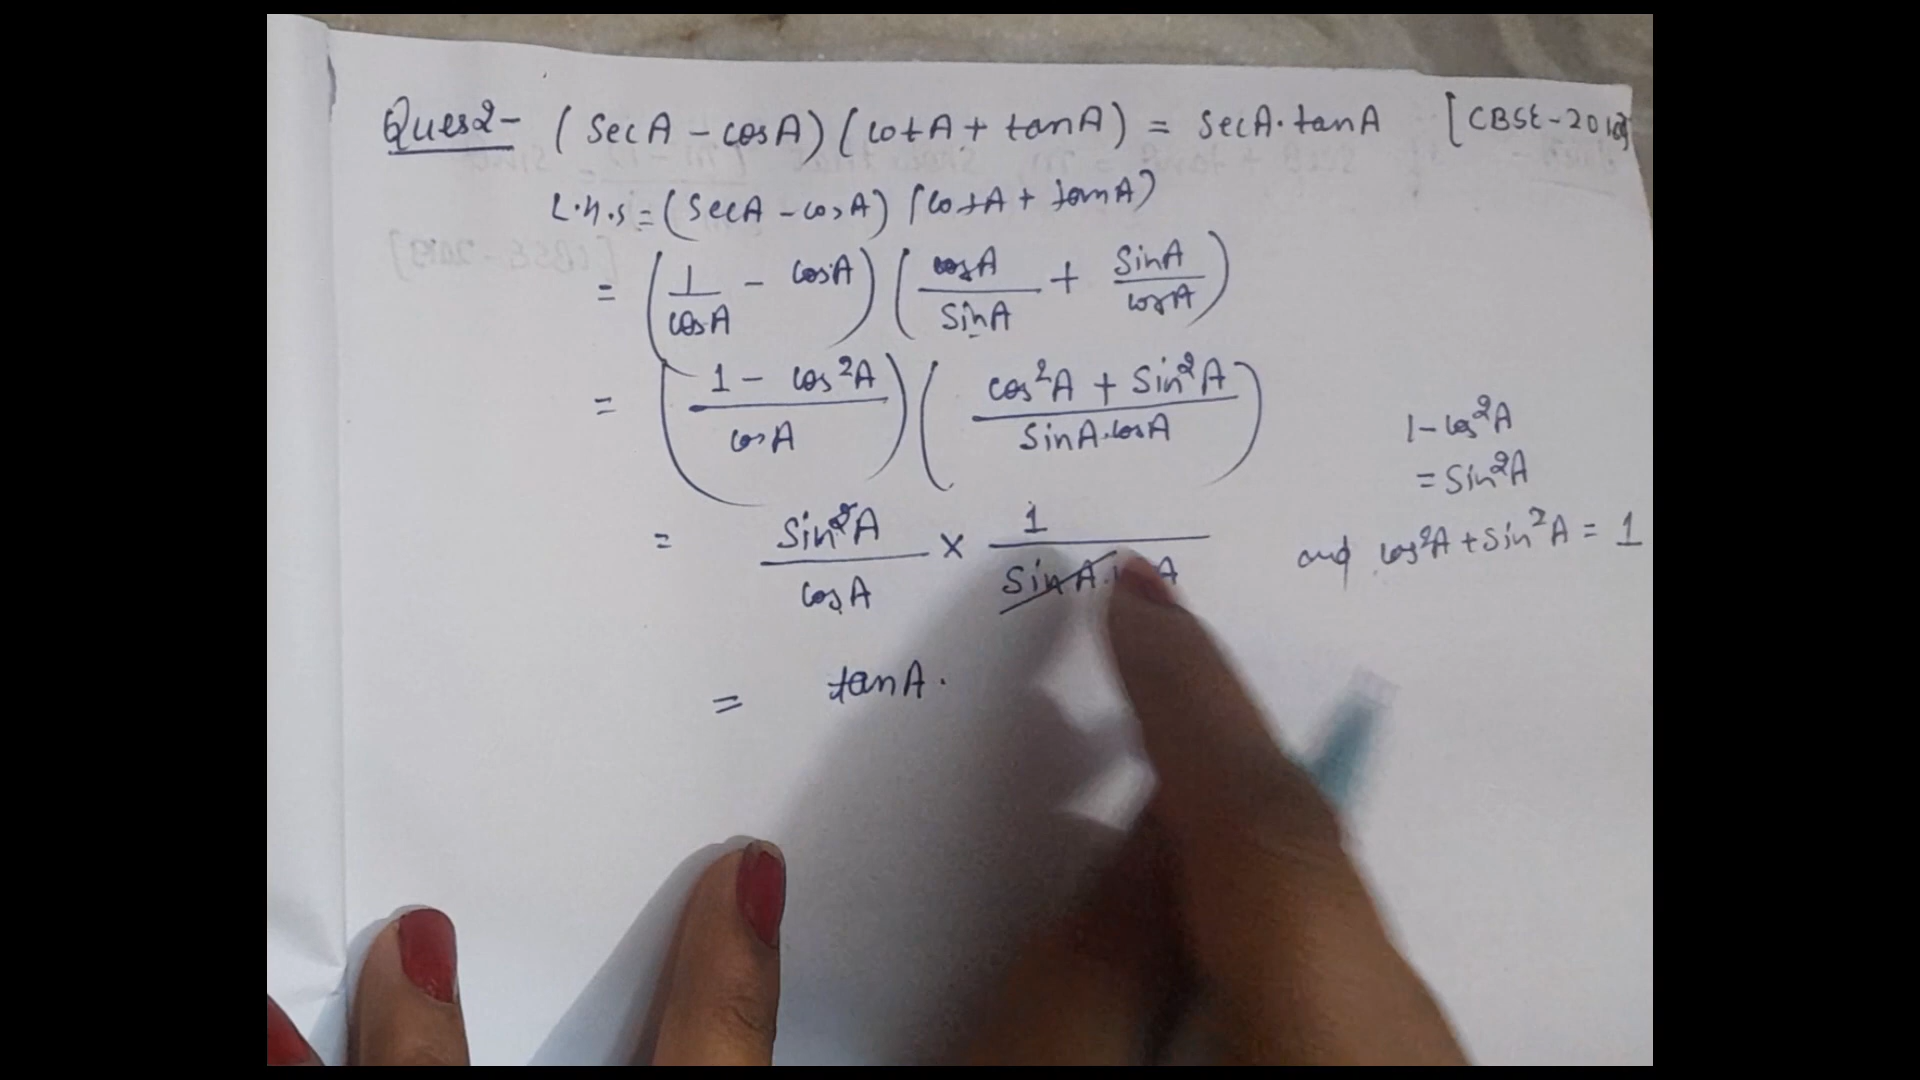 Ques2- (SecA - cosA) (cotA + tanA) = secA·tanA [CBSE-2019]
L.H.S = (SecA - cosA) (cotA + tanA)
= (1/cosA - cosA) (cosA/SinA + SinA/cosA)
= (1 - cos²A/cosA) (cos²A + Sin²A/SinA·cosA)
1 - cos²A
= Sin²A
and cos²A + Sin²A = 1
= Sin²A/cosA × 1/SinA. A
= tanA.